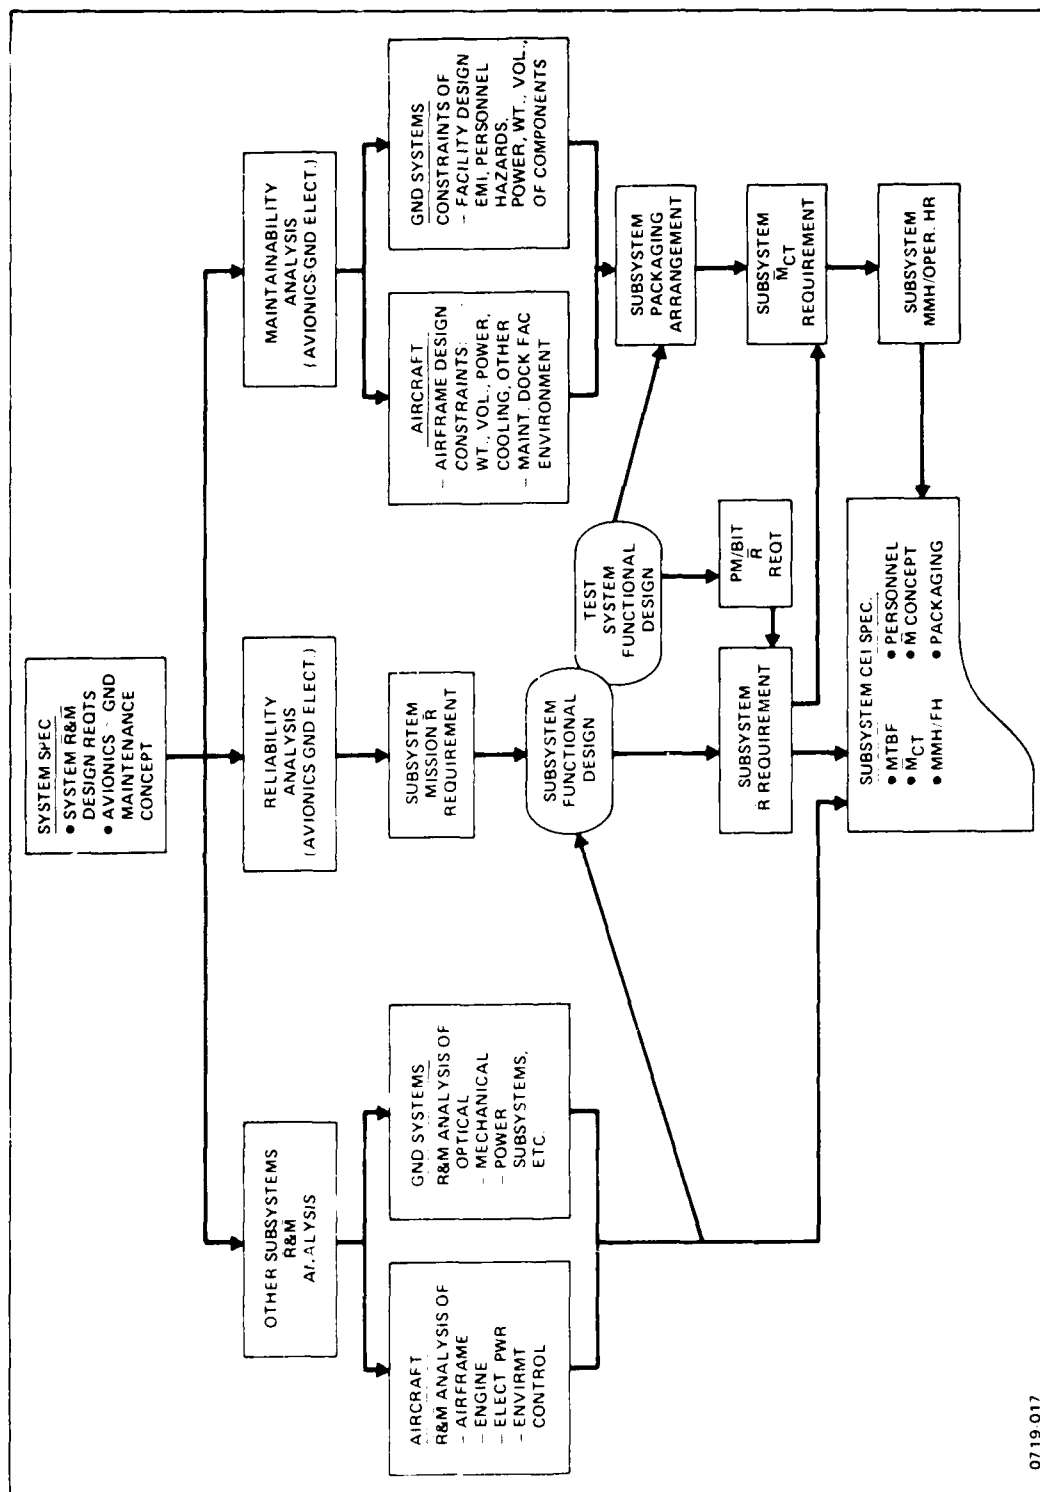 SYSTEM SPEC
● SYSTEM R̄&M̄
DESIGN REQTS
● AVIONICS - GND
MAINTENANCE
CONCEPT
OTHER SUBSYSTEMS
R̄&M̄
ANALYSIS
RELIABILITY
ANALYSIS
(AVIONICS GND ELECT.)
MAINTAINABILITY
ANALYSIS
(AVIONICS-GND ELECT.)
AIRCRAFT
R&M ANALYSIS OF
- AIRFRAME
- ENGINE
- ELECT PWR
- ENVIRMT
CONTROL
GND SYSTEMS
R&M ANALYSIS OF
OPTICAL
- MECHANICAL
- POWER
SUBSYSTEMS,
ETC.
SUBSYSTEM
MISSION R̄
REQUIREMENT
AIRCRAFT
- AIRFRAME DESIGN
CONSTRAINTS:
WT., VOL., POWER,
COOLING, OTHER
- MAINT. DOCK FAC
ENVIRONMENT
GND SYSTEMS
CONSTRAINTS OF
- FACILITY DESIGN
EMI, PERSONNEL
HAZARDS,
POWER, WT., VOL.,
OF COMPONENTS
SUBSYSTEM
FUNCTIONAL
DESIGN
TEST
SYSTEM
FUNCTIONAL
DESIGN
SUBSYSTEM
PACKAGING
ARRANGEMENT
SUBSYSTEM
R̄ REQUIREMENT
PM/BIT
R̄
REQT
SUBSYSTEM
M̄CT
REQUIREMENT
SUBSYSTEM CEI SPEC.
● MTBF ● PERSONNEL
● M̄CT ● M̄ CONCEPT
● MMH/FH ● PACKAGING
SUBSYSTEM
MMH/OPER. HR
0719-017